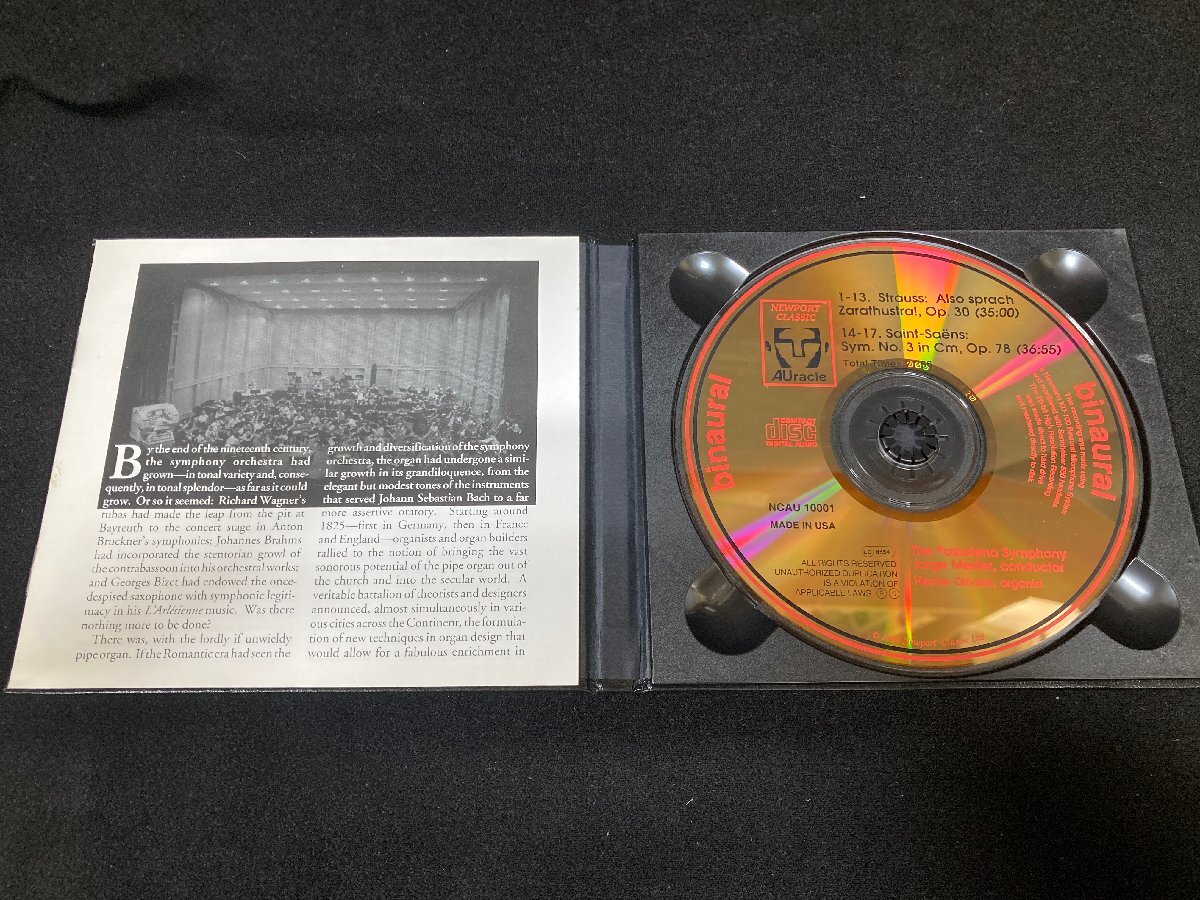 By the end of the nineteenth century,
the symphony orchestra had
grown—in tonal variety and, conse-
quently, in tonal splendor—as far as it could
grow. Or so it seemed: Richard Wagner's
tubas had made the leap from the pit at
Bayreuth to the concert stage in Anton
Bruckner's symphonies; Johannes Brahms
had incorporated the stentorian growl of
the contrabassoon into his orchestral works;
and Georges Bizet had endowed the once-
despised saxophone with symphonic legiti-
macy in his L'Arlésienne music. Was there
nothing more to be done?
There was, with the lordly if unwieldy
pipe organ. If the Romantic era had seen the
growth and diversification of the symphony
orchestra, the organ had undergone a simi-
lar growth in its grandiloquence, from the
elegant but modest tones of the instruments
that served Johann Sebastian Bach to a far
more assertive oratory. Starting around
1825—first in Germany, then in France
and England—organists and organ builders
rallied to the notion of bringing the vast
sonorous potential of the pipe organ out of
the church and into the secular world. A
veritable battalion of theorists and designers
announced, almost simultaneously in vari-
ous cities across the Continent, the formula-
tion of new techniques in organ design that
would allow for a fabulous enrichment in
NEWPORT
CLASSIC
AUracle
1-13. Strauss: Also sprach
Zarathustra!, Op. 30 (35:00)
14-17. Saint-Saëns:
Sym. No. 3 in Cm, Op. 78 (36:55)
Total Time:
binaural
COMPACT
disc
DIGITAL AUDIO
binaural
This recording was made using
NCAU 10001
MADE IN USA
LC 8554
ALL RIGHTS RESERVED
UNAUTHORIZED DUPLICATION
IS A VIOLATION OF
APPLICABLE LAWS
The Pasadena Symphony
Jorge Mester, conductor
organist
Newport Classic Ltd.